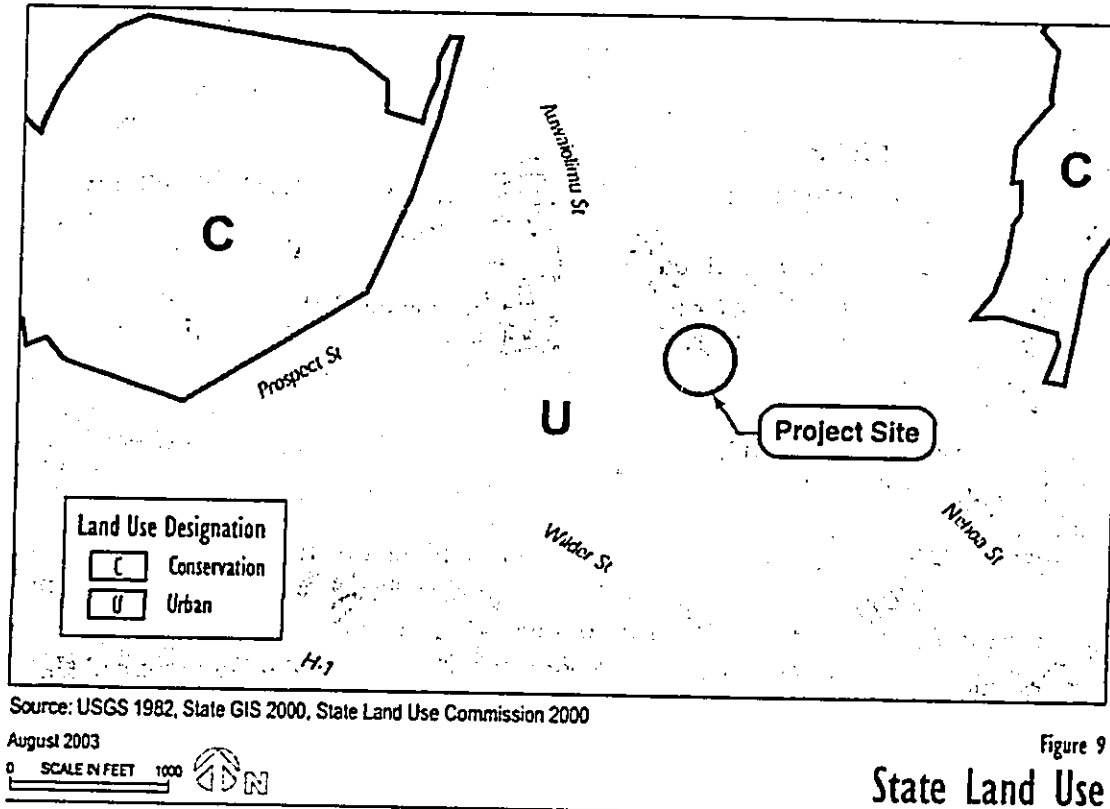 Auwaiolimu St
C
C
Prospect St
U
Project Site
Land Use Designation
C Conservation
U Urban
Wilder St
Nehoa St
H-1
Source: USGS 1982, State GIS 2000, State Land Use Commission 2000
August 2003
0 SCALE IN FEET 1000
N
Figure 9
State Land Use